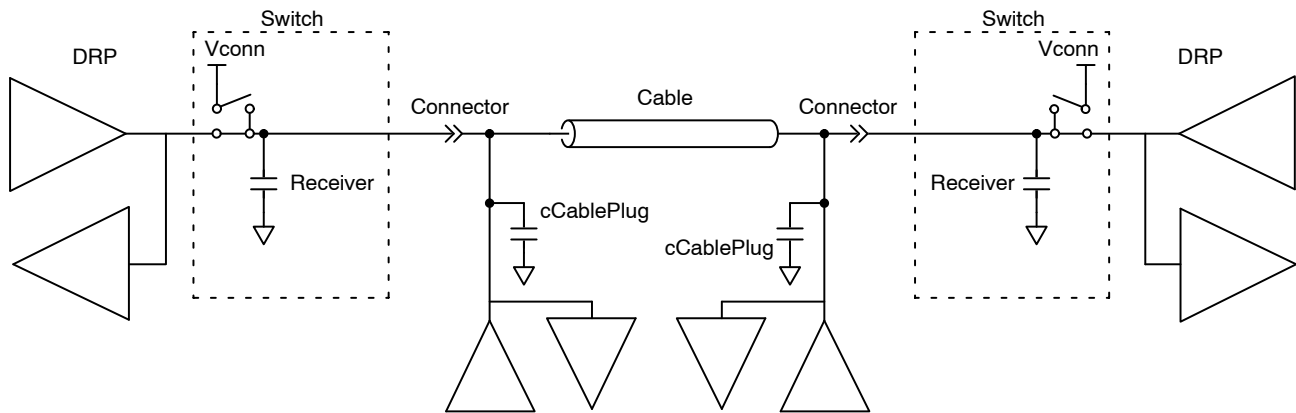 Switch
Switch
DRP
Vconn
Vconn
DRP
Connector
Cable
Connector
Receiver
Receiver
cCablePlug
cCablePlug